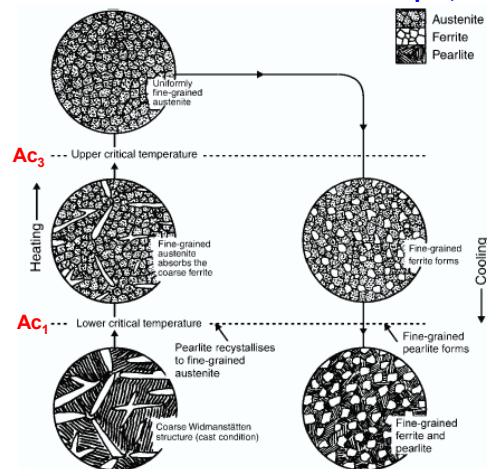 Austenite
Ferrite
Pearlite
Uniformly
fine-grained
austenite
Ac3
Upper critical temperature
Heating
Fine-grained
austenite
absorbs the
coarse ferrite
Fine-grained
ferrite forms
Cooling
Ac1
Lower critical temperature
Pearlite recystallises
to fine-grained
austenite
Fine-grained
pearlite forms
Coarse Widmanstätten
structure (cast condition)
Fine-grained
ferrite and
pearlite